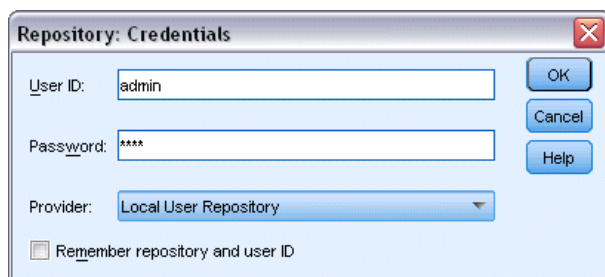 Repository: Credentials
User ID: admin
OK
Cancel
Password: ****
Help
Provider: Local User Repository
Remember repository and user ID